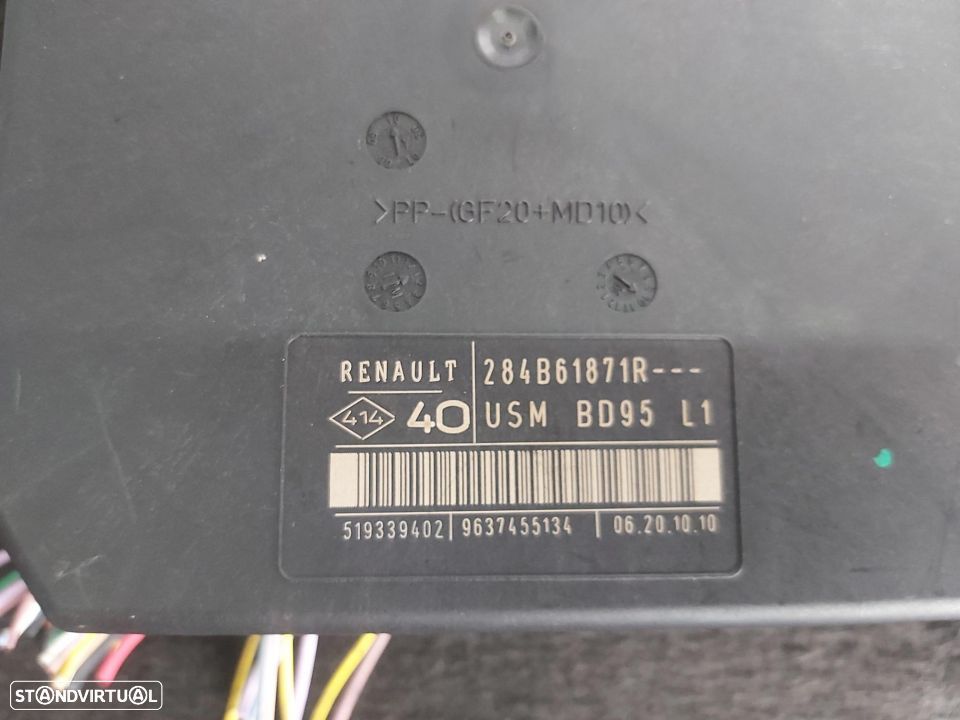 >PP-(GF20+MD10)<
RENAULT 284B61871R---
414 40 USM BD95 L1
519339402 9637455134 06.20.10.10
STANDVIRTUAL